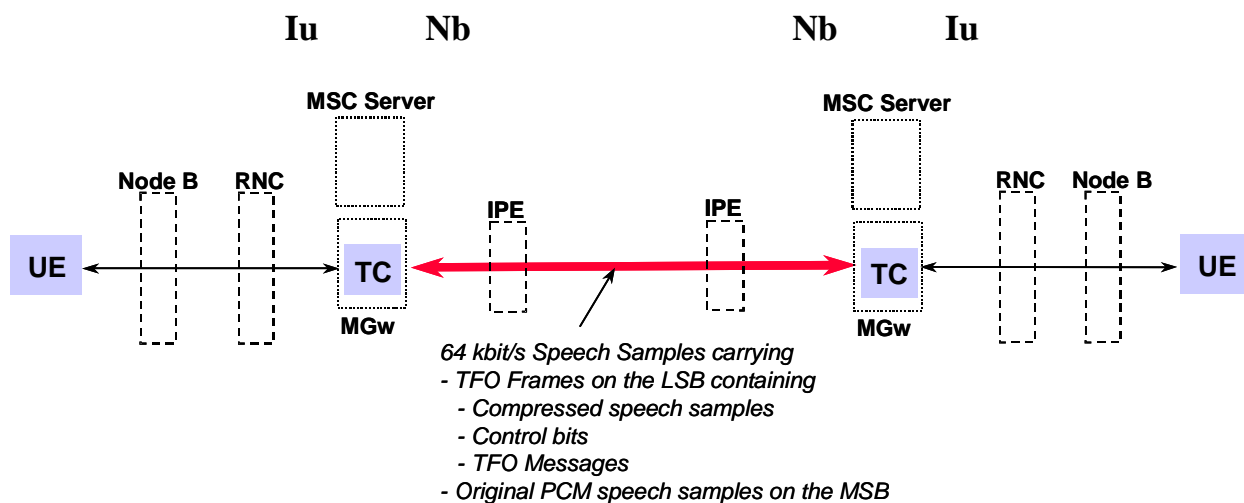 Iu Nb Nb Iu
MSC Server MSC Server
Node B RNC RNC Node B
IPE IPE
UE TC TC UE
MGw MGw
64 kbit/s Speech Samples carrying
- TFO Frames on the LSB containing
- Compressed speech samples
- Control bits
- TFO Messages
- Original PCM speech samples on the MSB